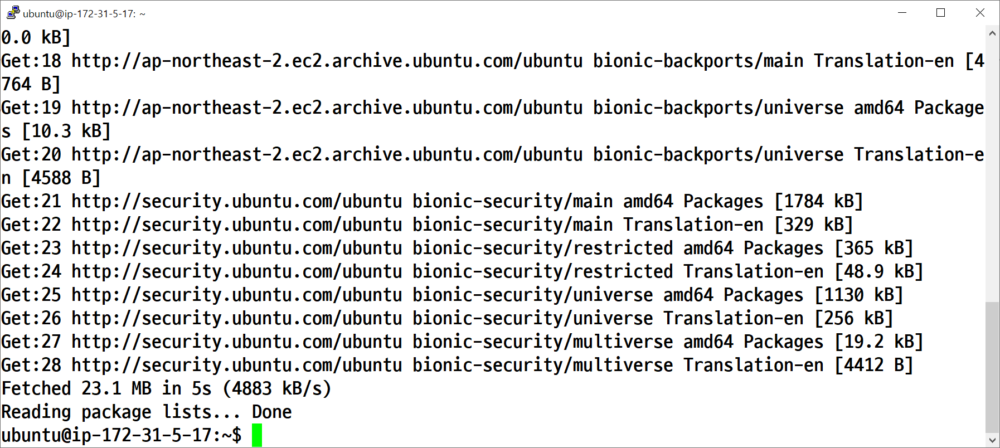 ubuntu@ip-172-31-5-17: ~
0.0 kB]
Get:18 http://ap-northeast-2.ec2.archive.ubuntu.com/ubuntu bionic-backports/main Translation-en [4
764 B]
Get:19 http://ap-northeast-2.ec2.archive.ubuntu.com/ubuntu bionic-backports/universe amd64 Package
s [10.3 kB]
Get:20 http://ap-northeast-2.ec2.archive.ubuntu.com/ubuntu bionic-backports/universe Translation-e
n [4588 B]
Get:21 http://security.ubuntu.com/ubuntu bionic-security/main amd64 Packages [1784 kB]
Get:22 http://security.ubuntu.com/ubuntu bionic-security/main Translation-en [329 kB]
Get:23 http://security.ubuntu.com/ubuntu bionic-security/restricted amd64 Packages [365 kB]
Get:24 http://security.ubuntu.com/ubuntu bionic-security/restricted Translation-en [48.9 kB]
Get:25 http://security.ubuntu.com/ubuntu bionic-security/universe amd64 Packages [1130 kB]
Get:26 http://security.ubuntu.com/ubuntu bionic-security/universe Translation-en [256 kB]
Get:27 http://security.ubuntu.com/ubuntu bionic-security/multiverse amd64 Packages [19.2 kB]
Get:28 http://security.ubuntu.com/ubuntu bionic-security/multiverse Translation-en [4412 B]
Fetched 23.1 MB in 5s (4883 kB/s)
Reading package lists... Done
ubuntu@ip-172-31-5-17:~$